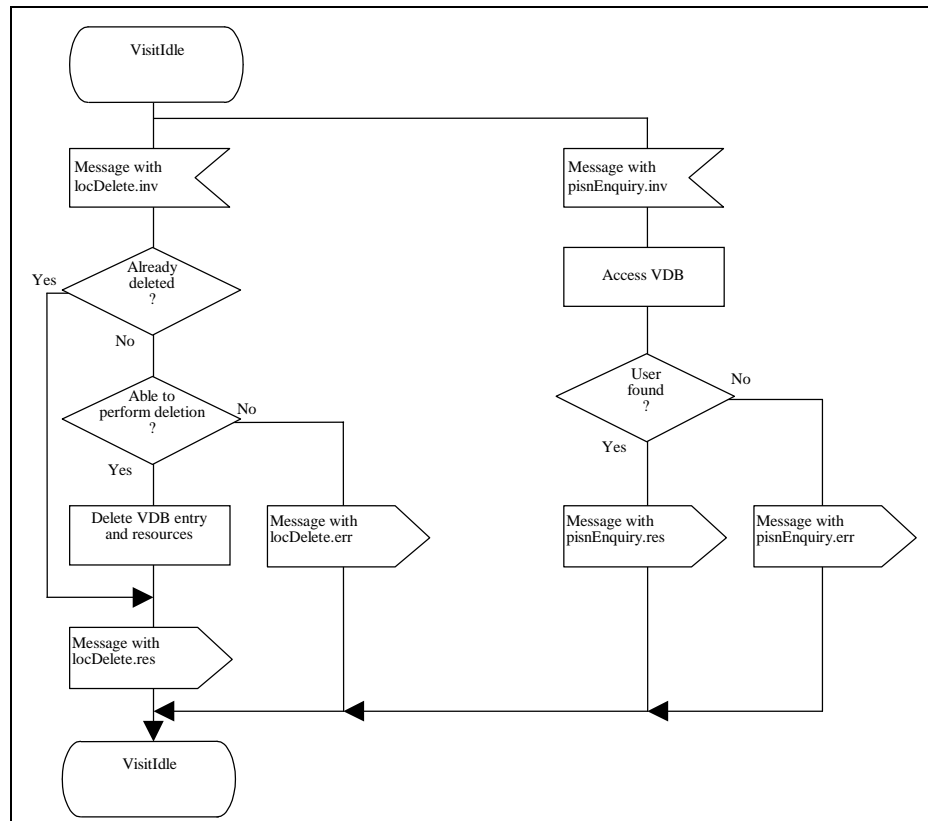 VisitIdle
Message with
locDelete.inv
Message with
pisnEnquiry.inv
Already
deleted
?
Yes
No
Access VDB
Able to
perform deletion
?
No
Yes
User
found
?
No
Yes
Delete VDB entry
and resources
Message with
locDelete.err
Message with
pisnEnquiry.res
Message with
pisnEnquiry.err
Message with
locDelete.res
VisitIdle